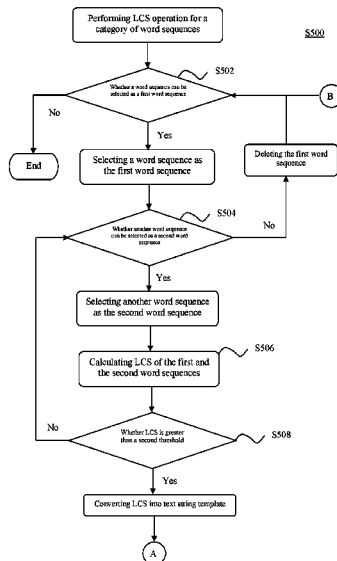 Performing LCS operation for a
category of word sequences
S500
S502
Whether a word sequence can be
selected as a first word sequence
B
No
Yes
End
Selecting a word sequence as
the first word sequence
Deleting the first word
sequence
S504
Whether another word sequence
can be selected as a second word
sequence
No
Yes
Selecting another word
sequence as the second word
sequence
Calculating LCS of the first and
the second word sequences
S506
No
Whether LCS is greater
than a second threshold
S508
Yes
Converting LCS into text string template
A